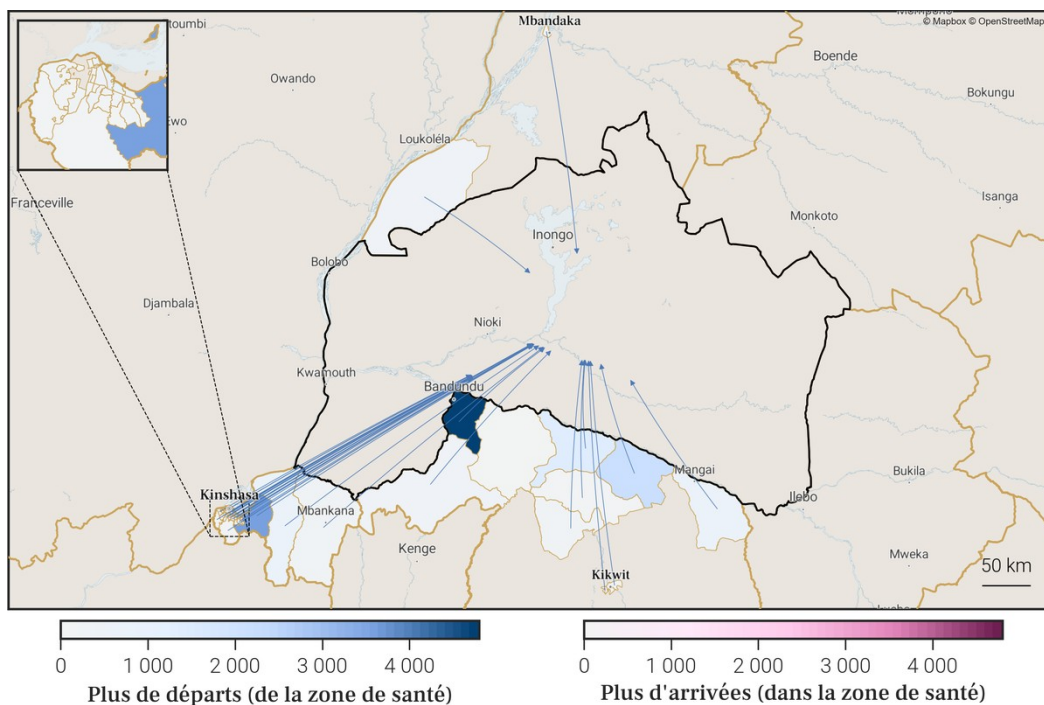 Mbandaka
© Mapbox © OpenStreetMap
Boende
Owando
Bokungu
Loukoléla
Franceville
Isanga
Monkoto
Inongo
Bolobo
Djambala
Nioki
Kwamouth
Bandundu
Mangai
Bukila
Kinshasa
Ilebo
Mbankana
Kenge
Mweka
Kikwit
50 km
0 1 000 2 000 3 000 4 000
Plus de départs (de la zone de santé)
0 1 000 2 000 3 000 4 000
Plus d'arrivées (dans la zone de santé)